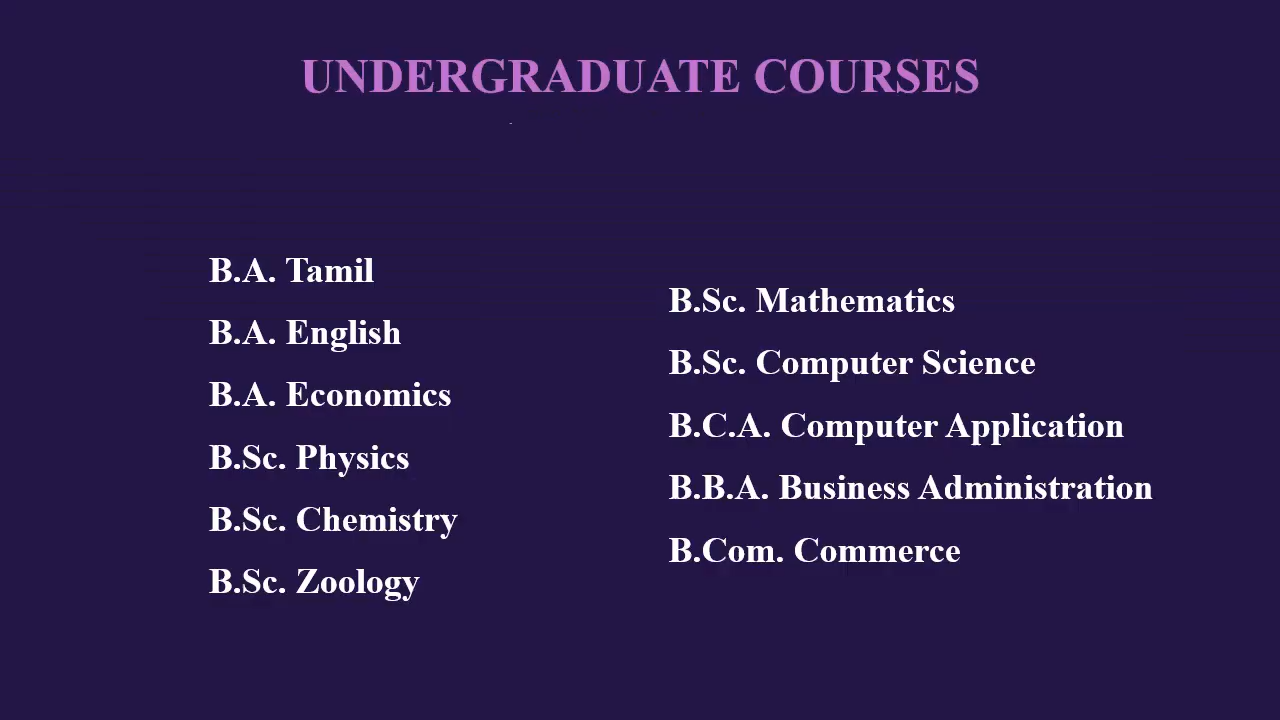 UNDERGRADUATE COURSES
B.A. Tamil
B.A. English
B.A. Economics
B.Sc. Physics
B.Sc. Chemistry
B.Sc. Zoology
B.Sc. Mathematics
B.Sc. Computer Science
B.C.A. Computer Application
B.B.A. Business Administration
B.Com. Commerce